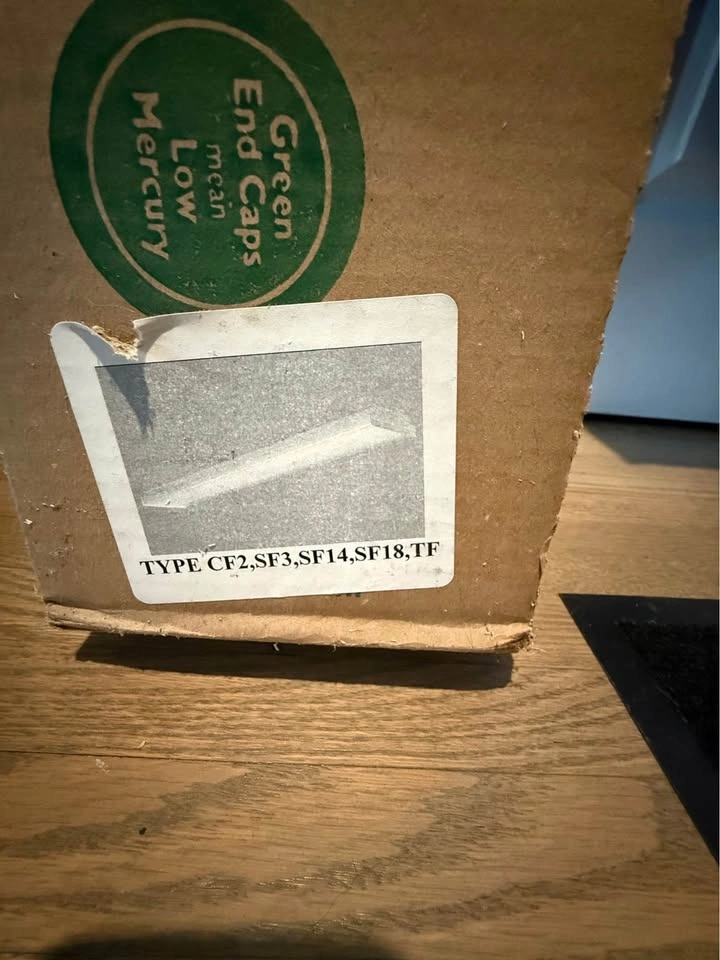 Green
End Caps
mean
Low
Mercury
TYPE CF2,SF3,SF14,SF18,TF